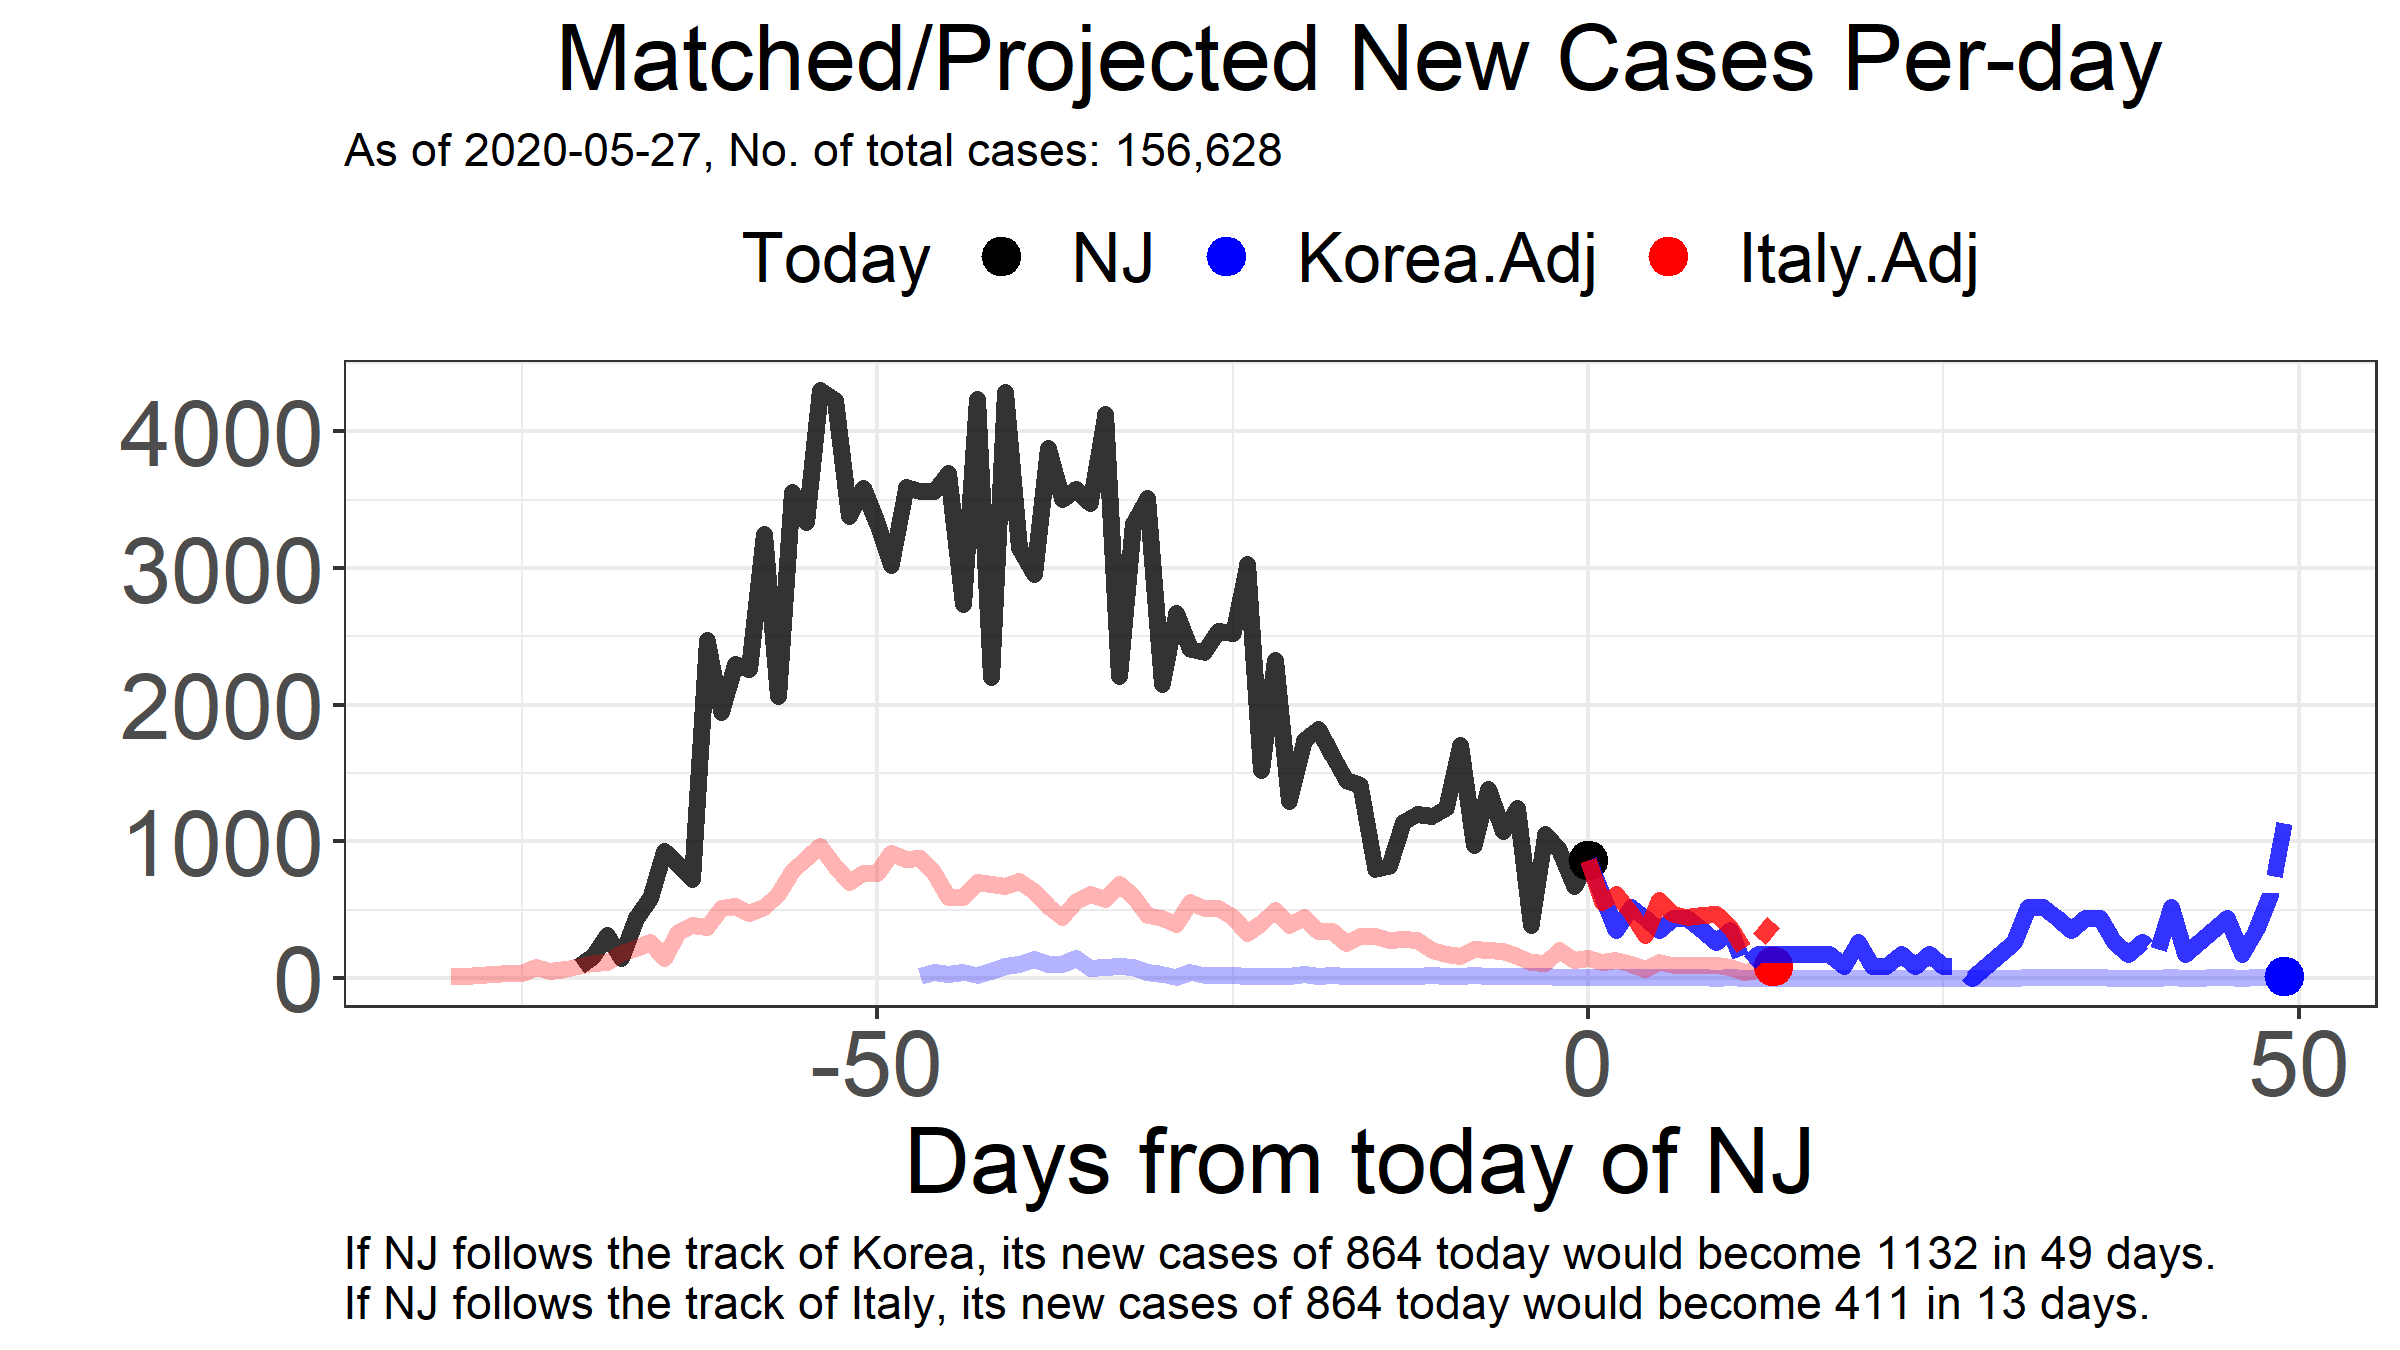 Matched/Projected New Cases Per-day
As of 2020-05-27, No. of total cases: 156,628
Today NJ Korea.Adj Italy.Adj
4000
3000
2000
1000
0
-50 0 50
Days from today of NJ
If NJ follows the track of Korea, its new cases of 864 today would become 1132 in 49 days.
If NJ follows the track of Italy, its new cases of 864 today would become 411 in 13 days.